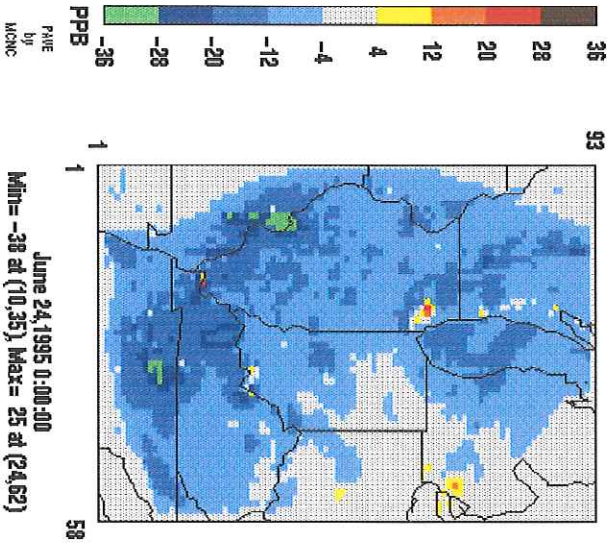 36
28
20
12
4
-4
-12
-20
-28
-36
PPB
PAVE
by
MCNC
93
1
1
58
June 24,1995 0:00:00
Min= -38 at (10,35), Max= 25 at (24,62)